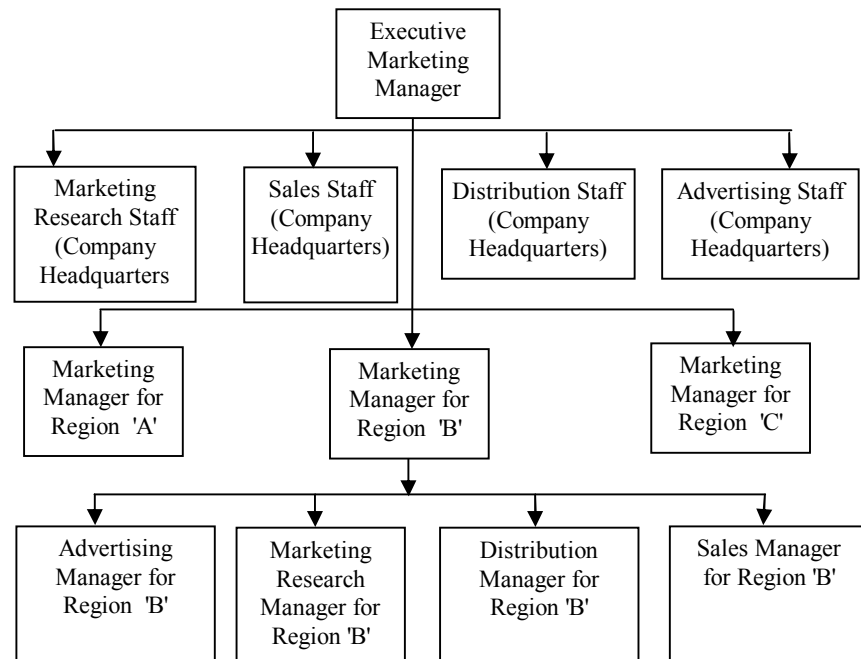 Executive
Marketing
Manager
Marketing
Research Staff
(Company
Headquarters
Sales Staff
(Company
Headquarters)
Distribution Staff
(Company
Headquarters)
Advertising Staff
(Company
Headquarters)
Marketing
Manager for
Region 'A'
Marketing
Manager for
Region 'B'
Marketing
Manager for
Region 'C'
Advertising
Manager for
Region 'B'
Marketing
Research
Manager for
Region 'B'
Distribution
Manager for
Region 'B'
Sales Manager
for Region 'B'